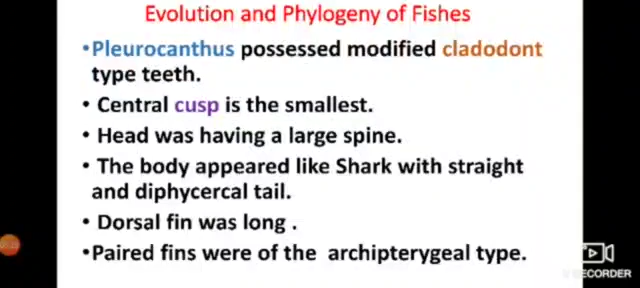 Evolution and Phylogeny of Fishes
•Pleurocanthus possessed modified cladodont
type teeth.
• Central cusp is the smallest.
• Head was having a large spine.
• The body appeared like Shark with straight
and diphycercal tail.
• Dorsal fin was long .
•Paired fins were of the archipterygeal type.
RECORDER